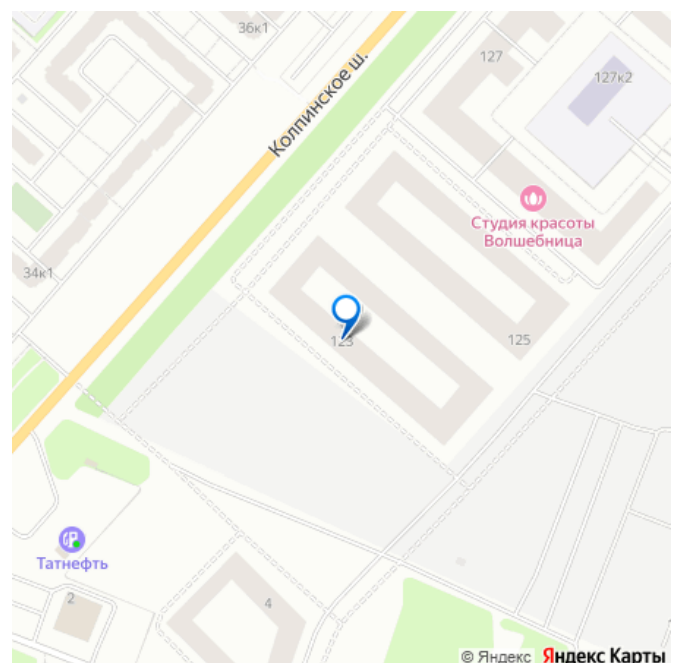 36к1
127
127к2
Колпинское ш.
Студия красоты
Волшебница
34к1
123
125
Татнефть
2
4
© Яндекс Яндекс Карты